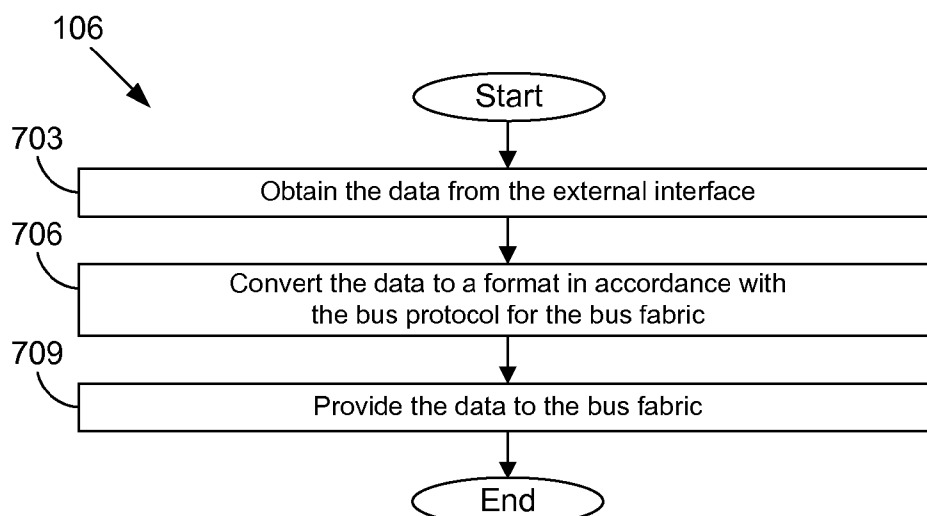 106
Start
703
Obtain the data from the external interface
706
Convert the data to a format in accordance with
the bus protocol for the bus fabric
709
Provide the data to the bus fabric
End